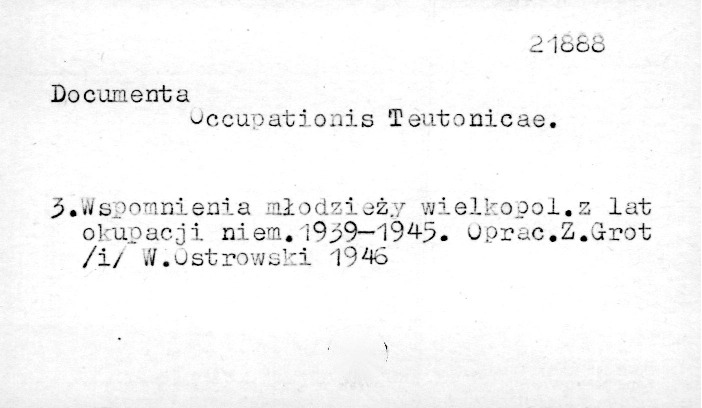 21888
Documenta
Occupationis Teutonicae.
3.Wspomnienia młodzieży wielkopol.z lat
okupacji niem.1939-1945. Oprac.Z.Grot
/i/ W.Ostrowski 1946